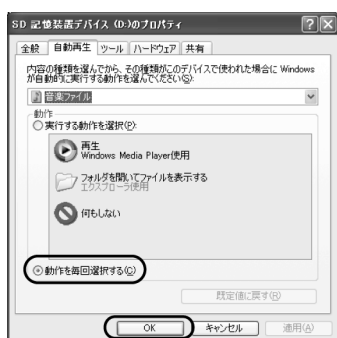 SD 記憶装置デバイス (D:)のプロパティ
全般 自動再生 ツール ハードウェア 共有
内容の種類を選んでから、その種類がこのデバイスで使われた場合に Windows
が自動的に実行する動作を選んでください(S):
音楽ファイル
動作
実行する動作を選択(P):
再生
Windows Media Player使用
フォルダを開いてファイルを表示する
エクスプローラ使用
何もしない
動作を毎回選択する(C)
既定値に戻す(R)
OK キャンセル 適用(A)